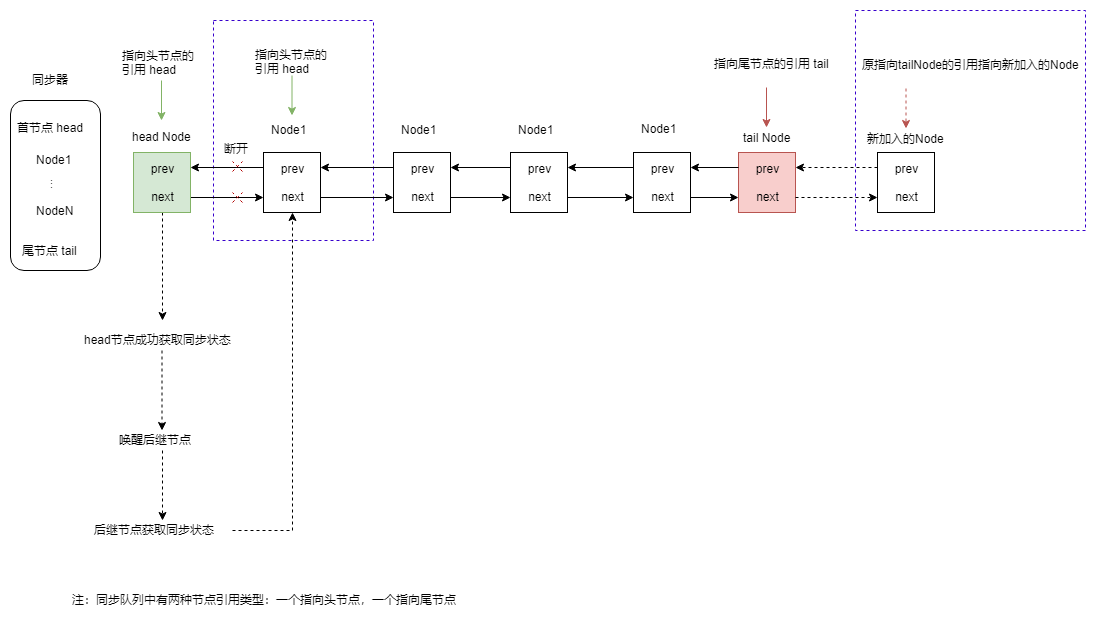 同步器
首节点 head
Node1
⋮
NodeN
尾节点 tail
指向头节点的
引用 head
head Node
prev
next
断开
指向头节点的
引用 head
Node1
prev
next
Node1
prev
next
Node1
prev
next
Node1
prev
next
指向尾节点的引用 tail
tail Node
prev
next
原指向tailNode的引用指向新加入的Node
新加入的Node
prev
next
head节点成功获取同步状态
唤醒后继节点
后继节点获取同步状态
注：同步队列中有两种节点引用类型：一个指向头节点，一个指向尾节点